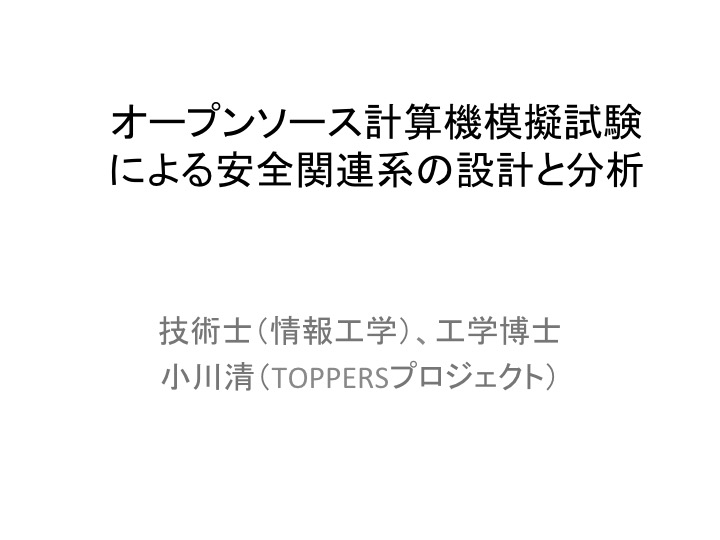 オープンソース計算機模擬試験
による安全関連系の設計と分析
技術士（情報工学）、工学博士
小川清（TOPPERSプロジェクト）